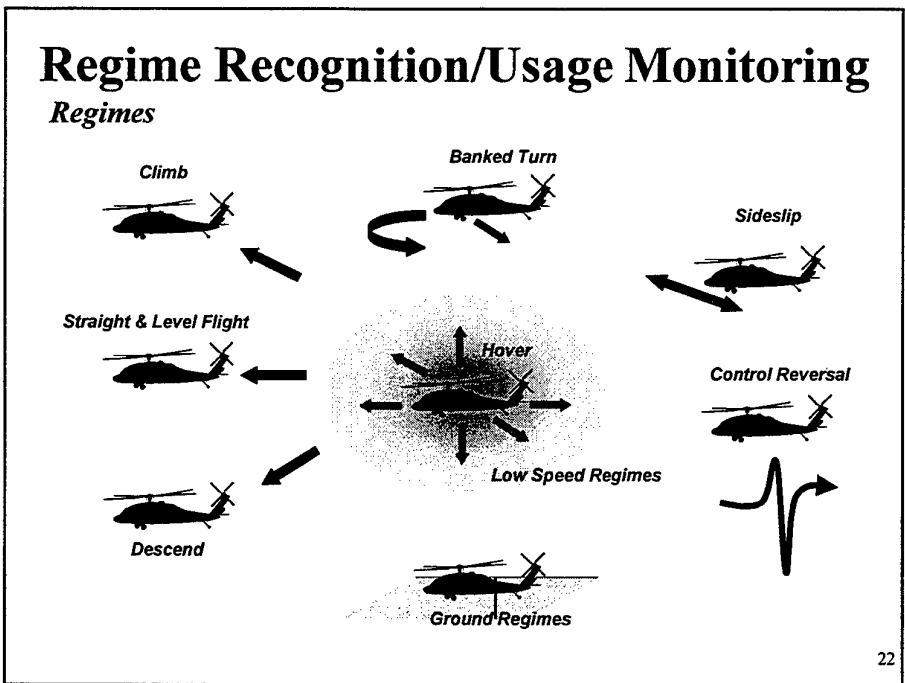 Regime Recognition/Usage Monitoring
Regimes
Climb
Banked Turn
Sideslip
Straight & Level Flight
Hover
Control Reversal
Low Speed Regimes
Descend
Ground Regimes
22